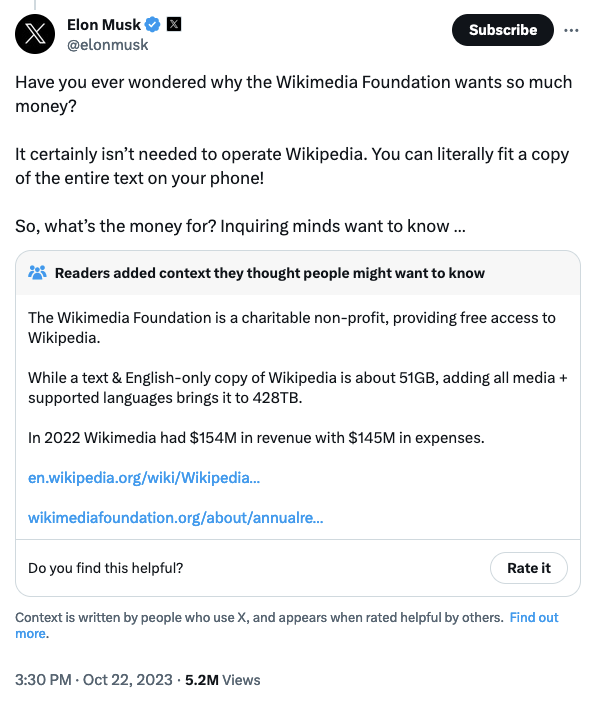 Elon Musk
@elonmusk
Subscribe
Have you ever wondered why the Wikimedia Foundation wants so much
money?
It certainly isn’t needed to operate Wikipedia. You can literally fit a copy
of the entire text on your phone!
So, what’s the money for? Inquiring minds want to know …
Readers added context they thought people might want to know
The Wikimedia Foundation is a charitable non-profit, providing free access to
Wikipedia.
While a text & English-only copy of Wikipedia is about 51GB, adding all media +
supported languages brings it to 428TB.
In 2022 Wikimedia had $154M in revenue with $145M in expenses.
en.wikipedia.org/wiki/Wikipedia…
wikimediafoundation.org/about/annualre…
Do you find this helpful?
Rate it
Context is written by people who use X, and appears when rated helpful by others. Find out
more.
3:30 PM · Oct 22, 2023 · 5.2M Views